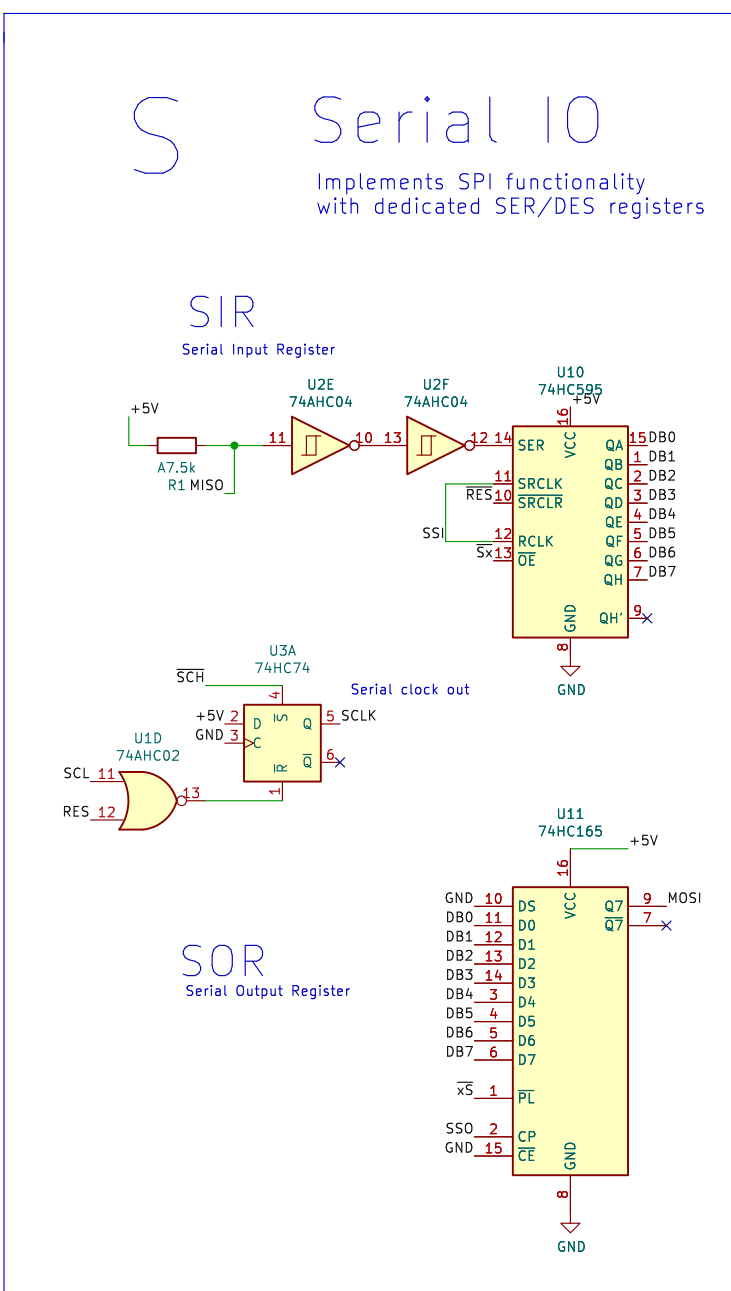 S
Serial IO
Implements SPI functionality
with dedicated SER/DES registers
SIR
Serial Input Register
+5V
A7.5k
R1
MISO
U2E
74AHC04
11
10
U2F
74AHC04
13
12
U10
74HC595
+5V
16
VCC
14 SER
11 SRCLK
RES 10 SRCLR
SSI
12 RCLK
Sx 13 OE
QA 15 DB0
QB 1 DB1
QC 2 DB2
QD 3 DB3
QE 4 DB4
QF 5 DB5
QG 6 DB6
QH 7 DB7
QH' 9
GND
8
GND
U3A
74HC74
SCH
4
S
+5V 2 D
GND 3 C
Q 5 SCLK
Q 6
R
1
Serial clock out
U1D
74AHC02
SCL 11
RES 12
13
U11
74HC165
+5V
16
VCC
GND 10 DS
DB0 11 D0
DB1 12 D1
DB2 13 D2
DB3 14 D3
DB4 3 D4
DB5 4 D5
DB6 5 D6
DB7 6 D7
xS 1 PL
SSO 2 CP
GND 15 CE
Q7 9 MOSI
Q7 7
GND
8
GND
SOR
Serial Output Register